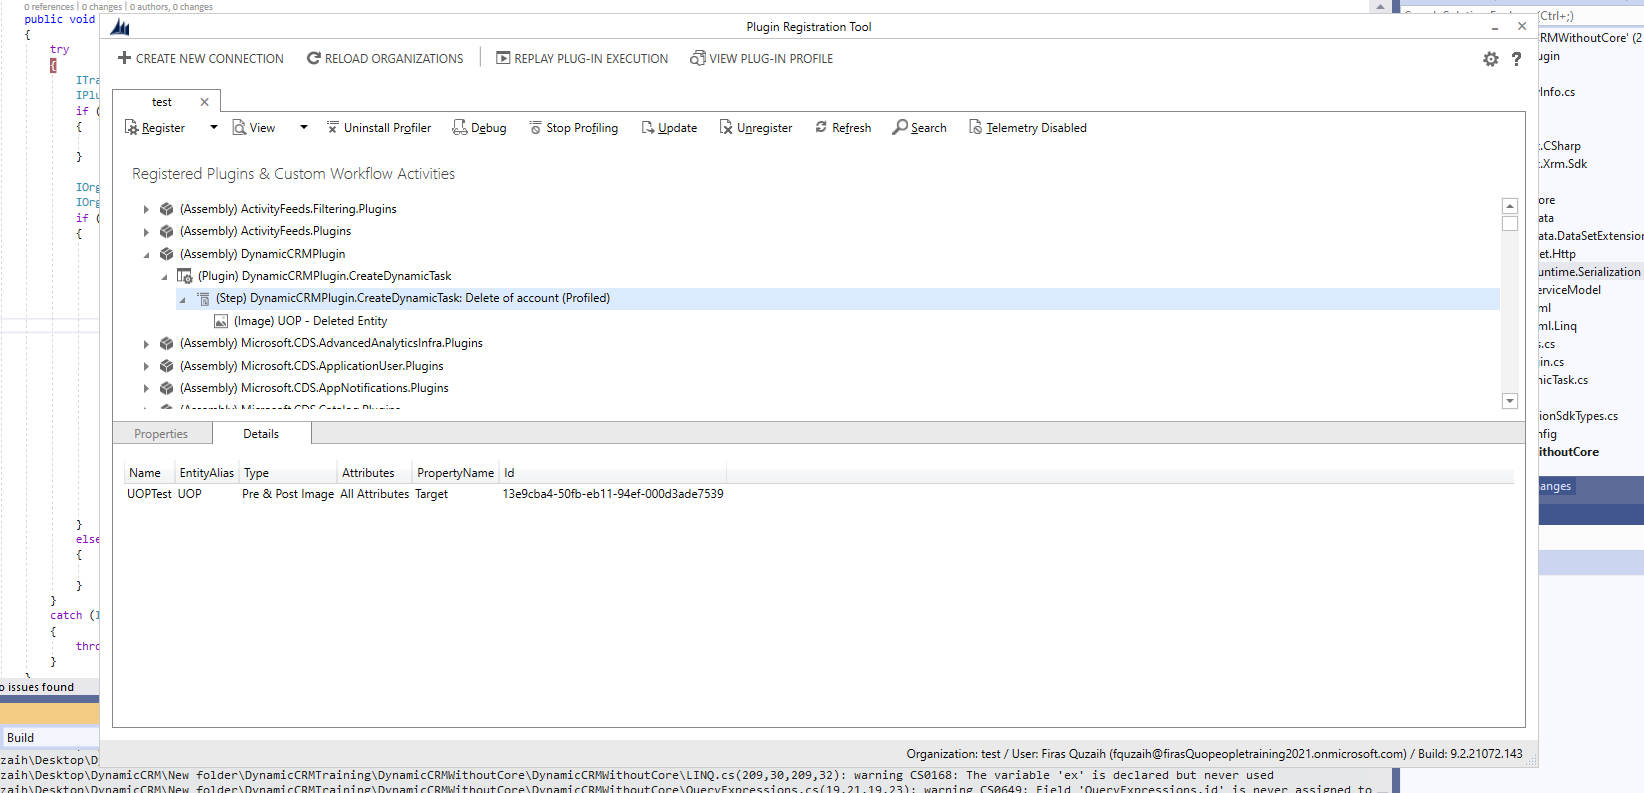 0 references | 0 changes | 0 authors, 0 changes
public void
{
try
{
ITra
IPlu
if (
{
}
IOrg
IOrg
if (
{
}
else
{
}
}
catch (I
{
thro
}
o issues found
Build
Plugin Registration Tool
CREATE NEW CONNECTION
RELOAD ORGANIZATIONS
REPLAY PLUG-IN EXECUTION
VIEW PLUG-IN PROFILE
test
Register
View
Uninstall Profiler
Debug
Stop Profiling
Update
Unregister
Refresh
Search
Telemetry Disabled
Registered Plugins & Custom Workflow Activities
(Assembly) ActivityFeeds.Filtering.Plugins
(Assembly) ActivityFeeds.Plugins
(Assembly) DynamicCRMPlugin
(Plugin) DynamicCRMPlugin.CreateDynamicTask
(Step) DynamicCRMPlugin.CreateDynamicTask: Delete of account (Profiled)
(Image) UOP - Deleted Entity
(Assembly) Microsoft.CDS.AdvancedAnalyticsInfra.Plugins
(Assembly) Microsoft.CDS.ApplicationUser.Plugins
(Assembly) Microsoft.CDS.AppNotifications.Plugins
(Assembly) Microsoft.CDS.Catalog.Plugins
Properties
Details
Name EntityAlias Type Attributes PropertyName Id
UOPTest UOP Pre & Post Image All Attributes Target 13e9cba4-50fb-eb11-94ef-000d3ade7539
Organization: test / User: Firas Quzaih (fquzaih@firasQuopeopletraining2021.onmicrosoft.com) / Build: 9.2.21072.143
(Ctrl+;)
CRMWithoutCore' (2
ugin
yInfo.cs
t.CSharp
t.Xrm.Sdk
ore
ata
ata.DataSetExtension
et.Http
untime.Serialization
erviceModel
ml
ml.Linq
s.cs
gin.cs
micTask.cs
ionSdkTypes.cs
nfig
WithoutCore
anges
zaih\Desktop\D
zaih\Desktop\DynamicCRM\New folder\DynamicCRMTraining\DynamicCRMWithoutCore\DynamicCRMWithoutCore\LINQ.cs(209,30,209,32): warning CS0168: The variable 'ex' is declared but never used
zaih\Desktop\DynamicCRM\New folder\DynamicCRMTraining\DynamicCRMWithoutCore\DynamicCRMWithoutCore\QueryExpressions.cs(19,21,19,23): warning CS0649: Field 'QueryExpressions.id' is never assigned to